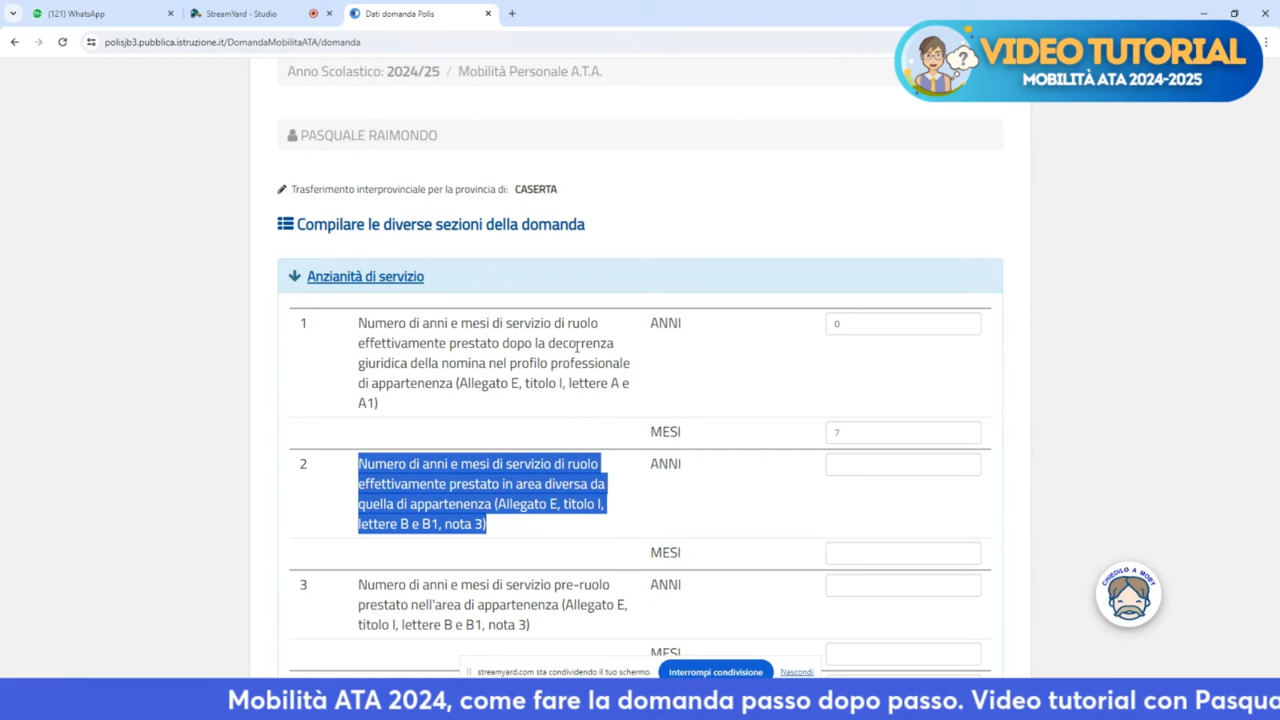 (121) WhatsApp
StreamYard - Studio
Dati domanda Polis
polisjb3.pubblica.istruzione.it/DomandaMobilitaATA/domanda
VIDEO TUTORIAL
MOBILITÀ ATA 2024-2025
Anno Scolastico: 2024/25 / Mobilità Personale A.T.A.
PASQUALE RAIMONDO
Trasferimento interprovinciale per la provincia di: CASERTA
Compilare le diverse sezioni della domanda
Anzianità di servizio
1 Numero di anni e mesi di servizio di ruolo ANNI 0
effettivamente prestato dopo la decorrenza
giuridica della nomina nel profilo professionale
di appartenenza (Allegato E, titolo I, lettere A e
A1)
MESI 7
2 Numero di anni e mesi di servizio di ruolo ANNI
effettivamente prestato in area diversa da
quella di appartenenza (Allegato E, titolo I,
lettere B e B1, nota 3)
MESI
3 Numero di anni e mesi di servizio pre-ruolo ANNI
prestato nell'area di appartenenza (Allegato E,
titolo I, lettere B e B1, nota 3)
MESI
CHIEDILO A MOBY
streamyard.com sta condividendo il tuo schermo. Interrompi condivisione Nascondi
Mobilità ATA 2024, come fare la domanda passo dopo passo. Video tutorial con Pasqua